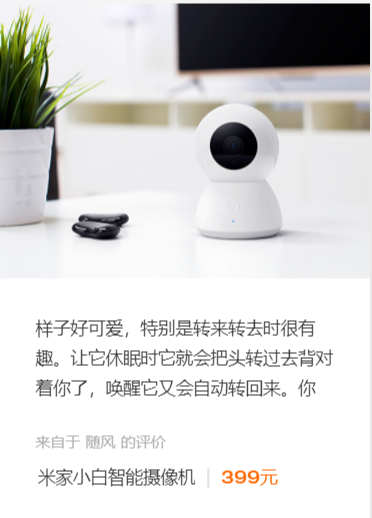 样子好可爱，特别是转来转去时很有
趣。让它休眠时它就会把头转过去背对
着你了，唤醒它又会自动转回来。你
来自于 随风 的评价
米家小白智能摄像机 | 399元